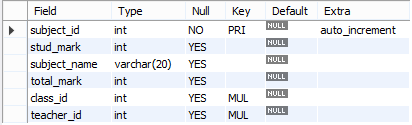 Field Type Null Key Default Extra
subject_id int NO PRI NULL auto_increment
stud_mark int YES NULL
subject_name varchar(20) YES NULL
total_mark int YES NULL
class_id int YES MUL NULL
teacher_id int YES MUL NULL